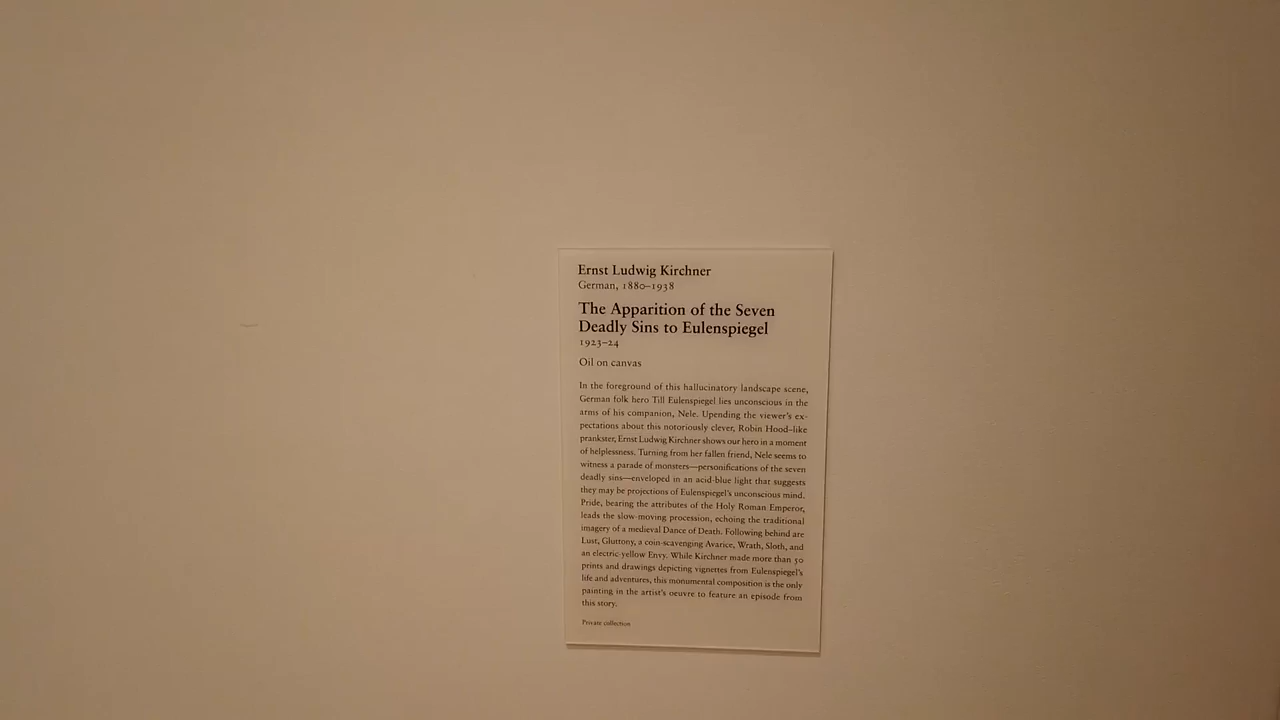 Ernst Ludwig Kirchner
German, 1880–1938
The Apparition of the Seven
Deadly Sins to Eulenspiegel
1923–24
Oil on canvas
In the foreground of this hallucinatory landscape scene,
German folk hero Till Eulenspiegel lies unconscious in the
arms of his companion, Nele. Upending the viewer's ex-
pectations about this notoriously clever, Robin Hood–like
prankster, Ernst Ludwig Kirchner shows our hero in a moment
of helplessness. Turning from her fallen friend, Nele seems to
witness a parade of monsters—personifications of the seven
deadly sins—enveloped in an acid-blue light that suggests
they may be projections of Eulenspiegel's unconscious mind.
Pride, bearing the attributes of the Holy Roman Emperor,
leads the slow-moving procession, echoing the traditional
imagery of a medieval Dance of Death. Following behind are
Lust, Gluttony, a coin-scavenging Avarice, Wrath, Sloth, and
an electric-yellow Envy. While Kirchner made more than 50
prints and drawings depicting vignettes from Eulenspiegel's
life and adventures, this monumental composition is the only
painting in the artist's oeuvre to feature an episode from
this story.
Private collection